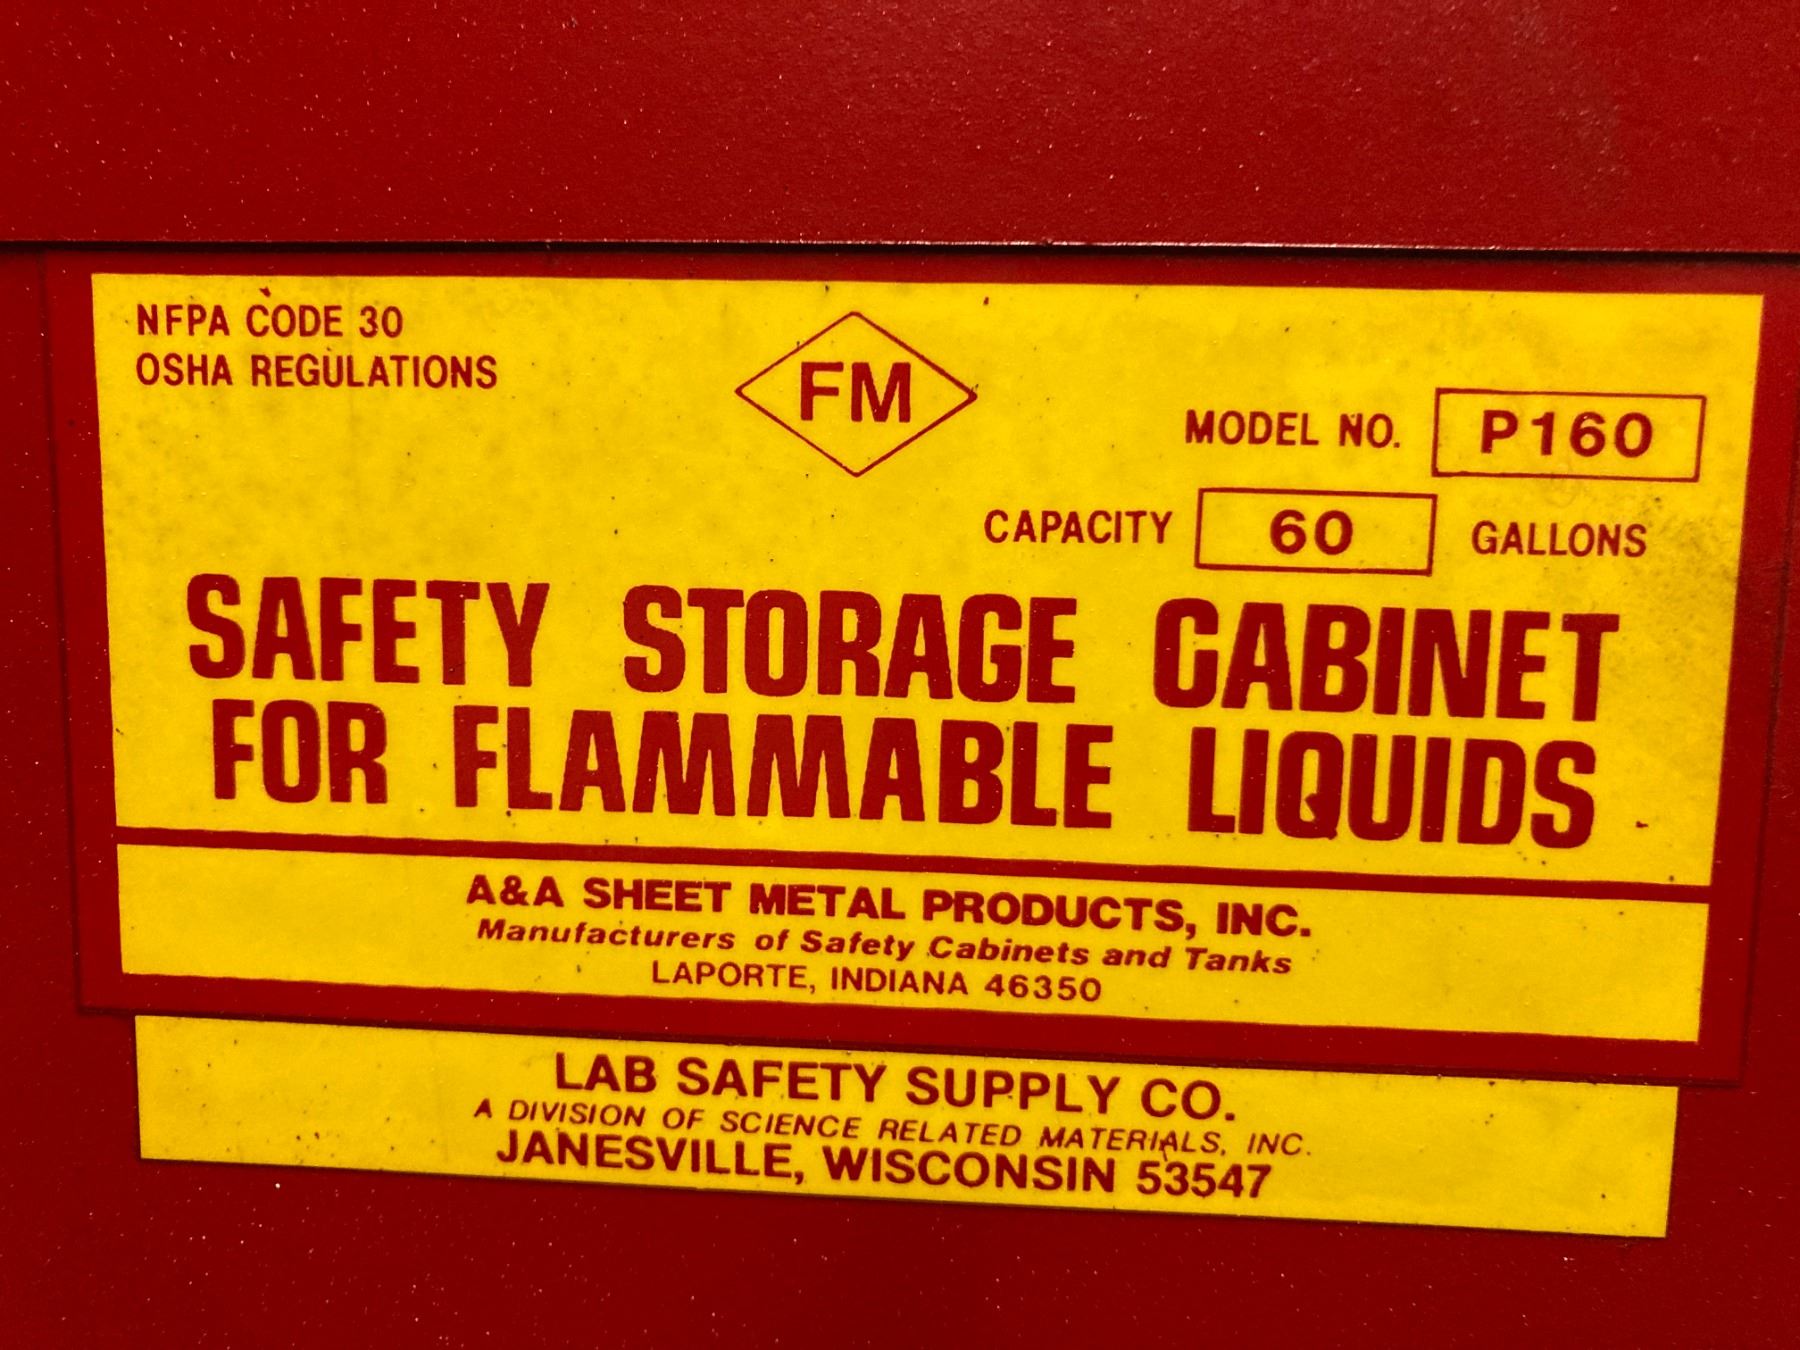 NFPA CODE 30
OSHA REGULATIONS
FM
MODEL NO. P160
CAPACITY 60 GALLONS
SAFETY STORAGE CABINET
FOR FLAMMABLE LIQUIDS
A&A SHEET METAL PRODUCTS, INC.
Manufacturers of Safety Cabinets and Tanks
LAPORTE, INDIANA 46350
LAB SAFETY SUPPLY CO.
A DIVISION OF SCIENCE RELATED MATERIALS, INC.
JANESVILLE, WISCONSIN 53547